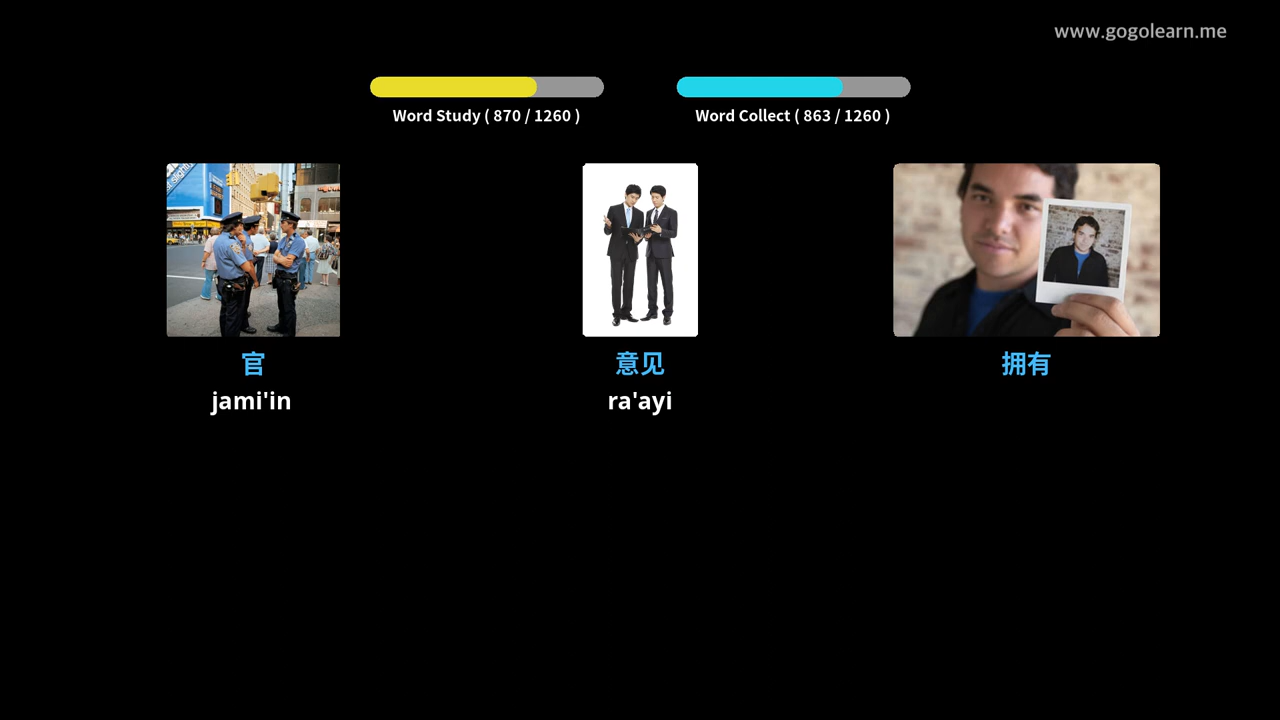 www.gogolearn.me
Word Study ( 870 / 1260 )
Word Collect ( 863 / 1260 )
官
jami'in
意见
ra'ayi
拥有